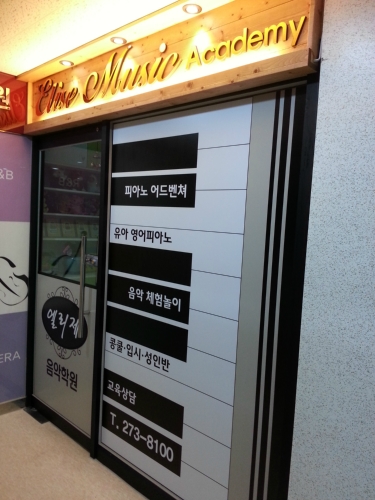 Elise Music Academy
원
&B
ERA
엘리제
음악학원
피아노 어드벤쳐
유아 영어피아노
음악 체험놀이
콩쿨·입시·성인반
교육상담
T. 273-8100